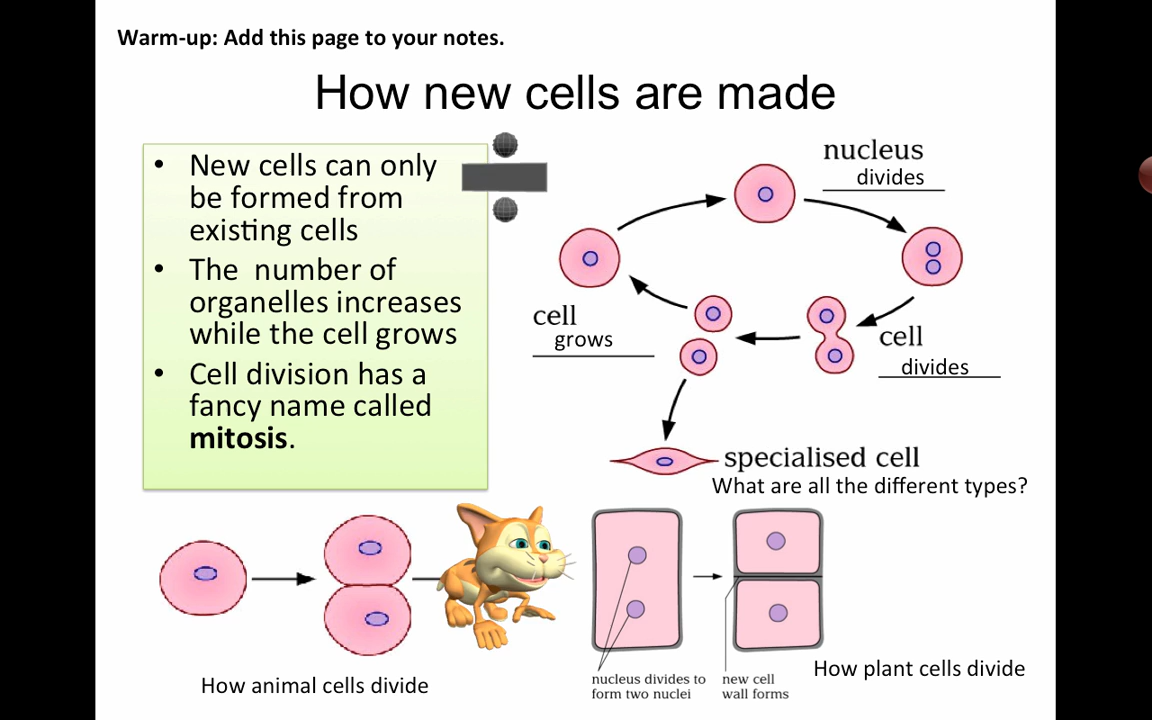 Warm-up: Add this page to your notes.
How new cells are made
• New cells can only
be formed from
existing cells
• The  number of
organelles increases
while the cell grows
• Cell division has a
fancy name called
mitosis.
nucleus
divides
cell
divides
cell
grows
specialised cell
What are all the different types?
How animal cells divide
nucleus divides to
form two nuclei
new cell
wall forms
How plant cells divide